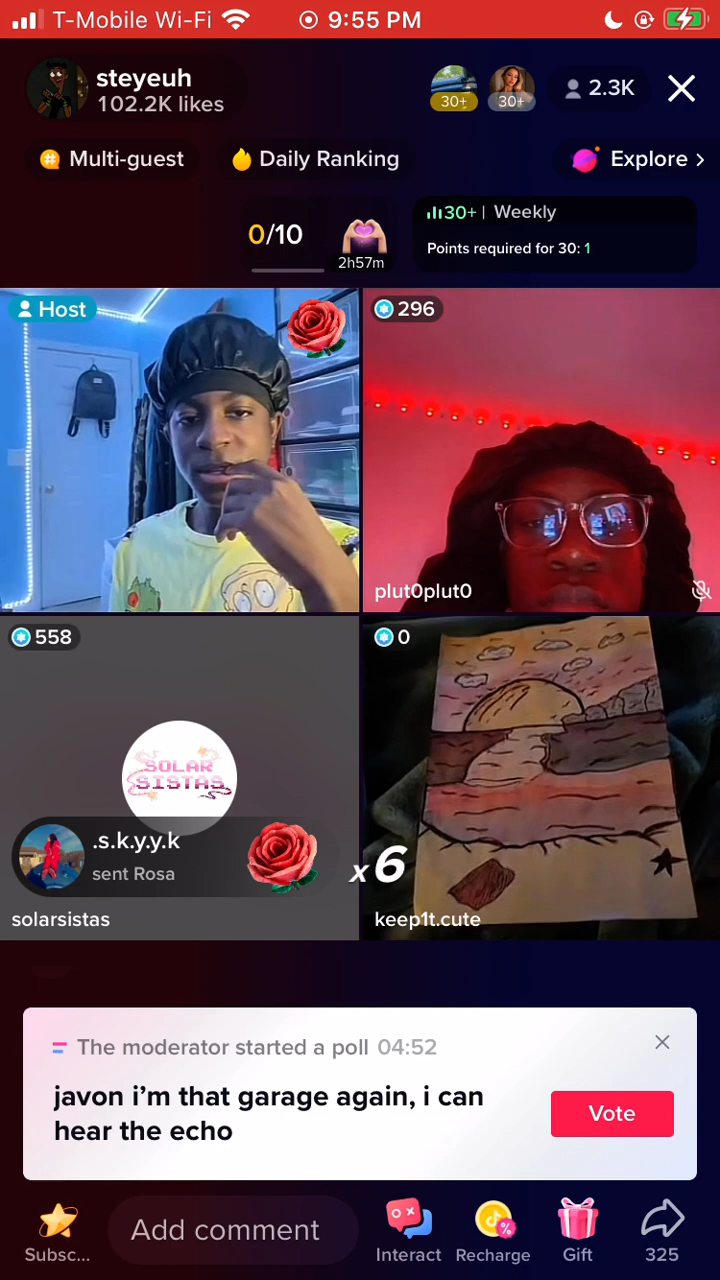 T-Mobile Wi-Fi 9:55 PM
steyeuh
102.2K likes
30+ 30+ 2.3K
Multi-guest Daily Ranking Explore >
0/10 2h57m
30+ | Weekly
Points required for 30: 1
Host 296
plut0plut0
558 0
SOLAR
SISTAS
.s.k.y.y.k
sent Rosa
x6
solarsistas keep1t.cute
The moderator started a poll 04:52
javon i’m that garage again, i can
hear the echo
Vote
Add comment
Subsc... Interact Recharge Gift 325